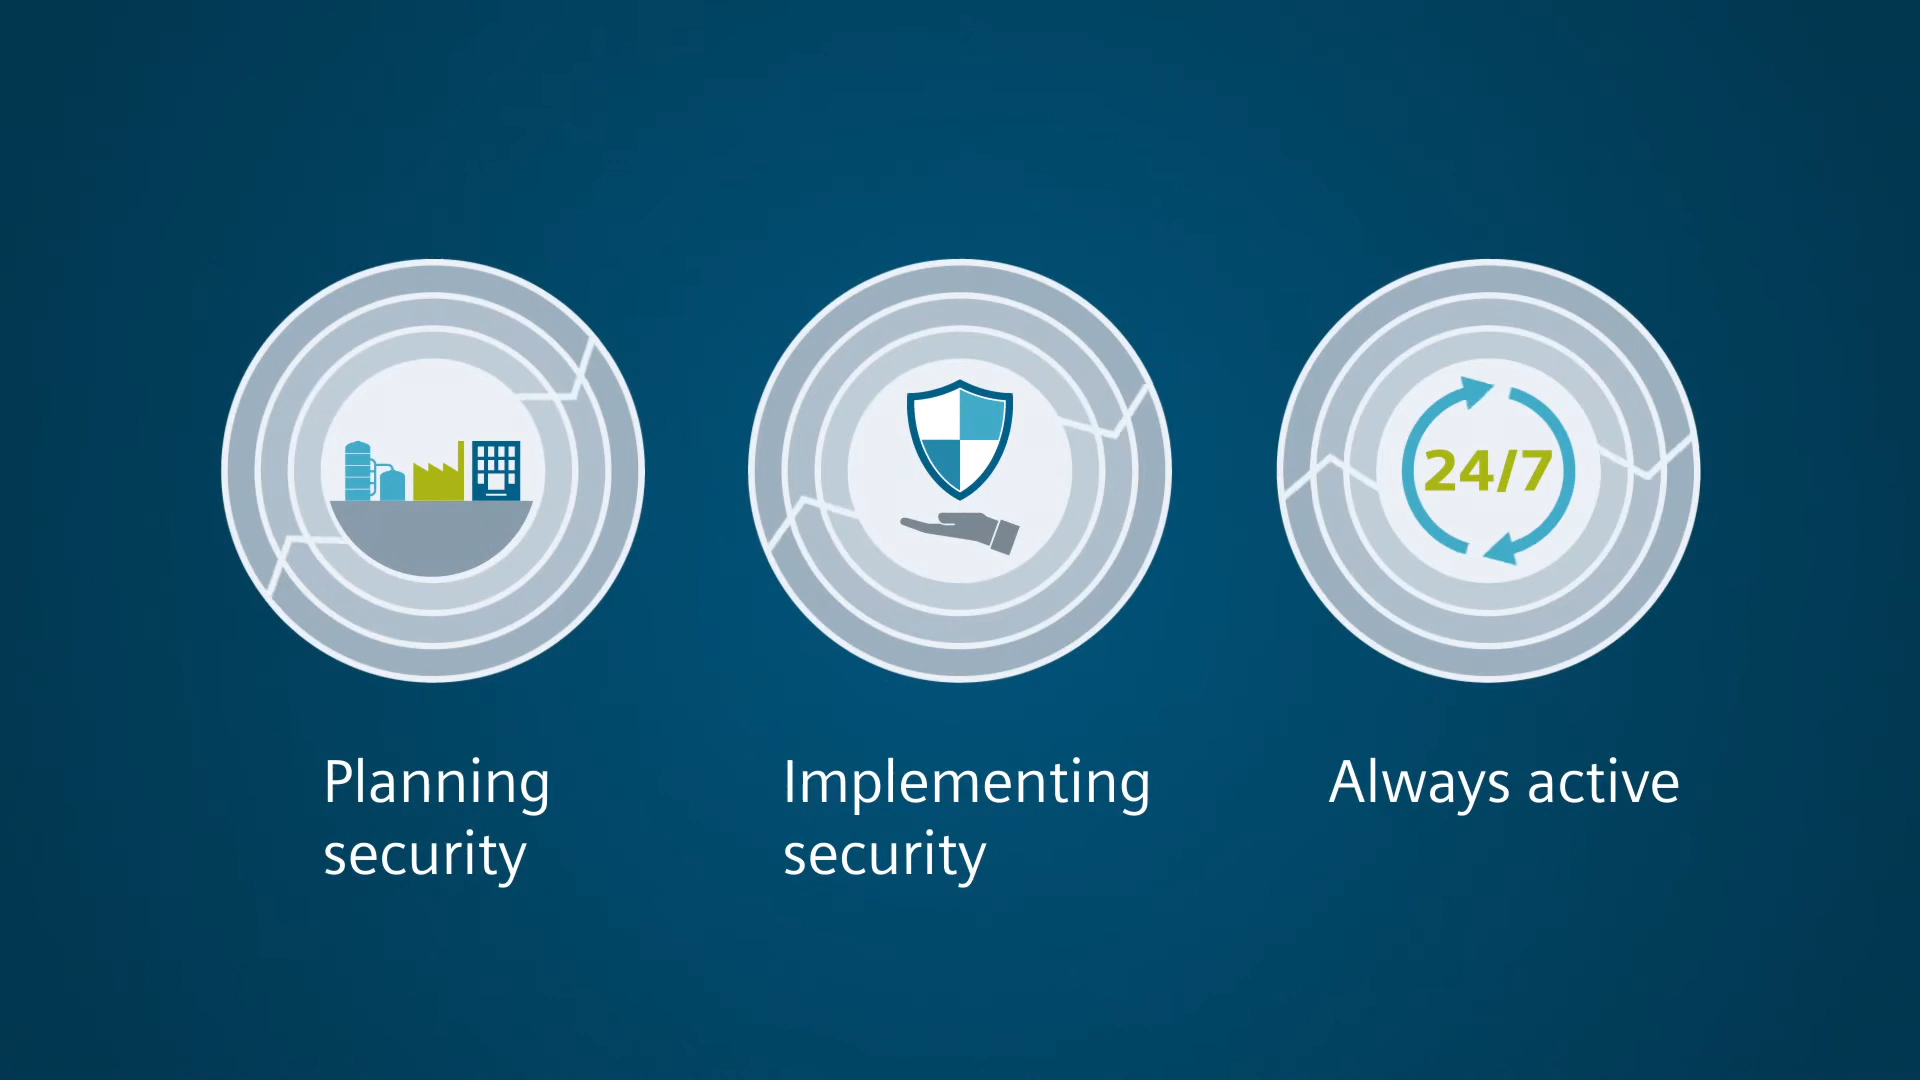 24/7
Planning
security
Implementing
security
Always active